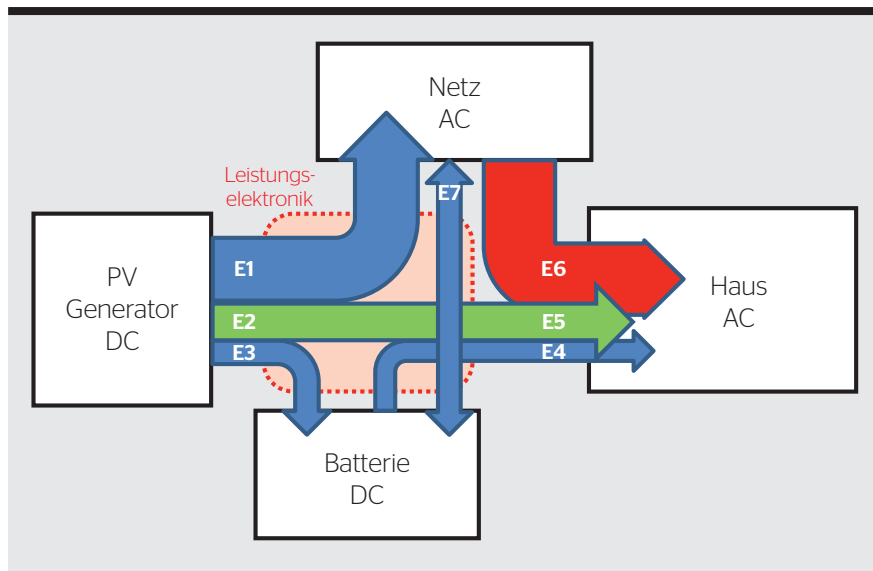 Netz
AC
Leistungs-
elektronik
E7
PV
Generator
DC
E1
E6
Haus
AC
E2
E5
E3
E4
Batterie
DC